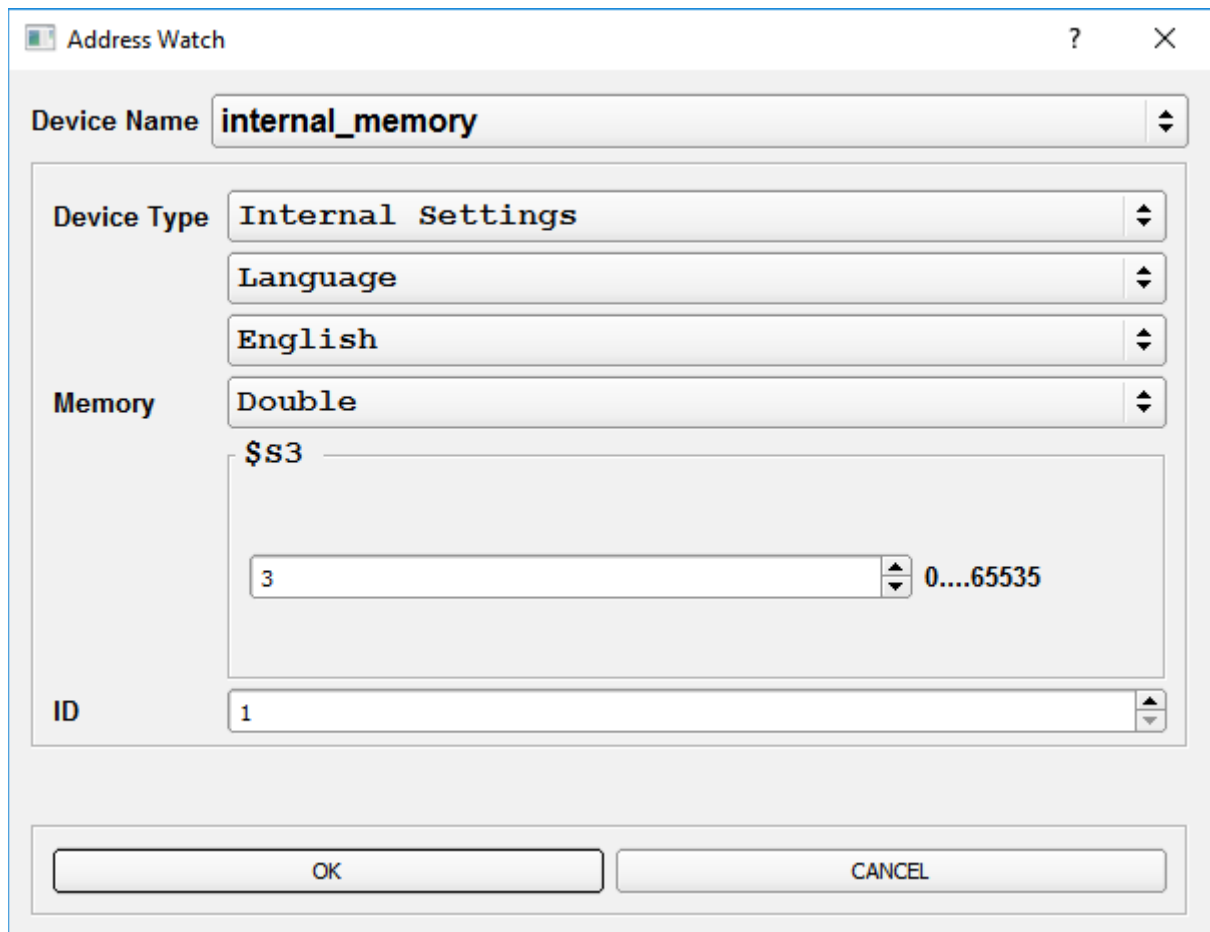 Address Watch ?
Device Name internal_memory
Device Type Internal Settings
Language
English
Memory Double
$S3
3 0....65535
ID 1
OK CANCEL